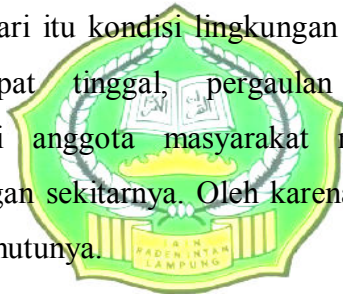 ari itu kondisi lingkungan
pat tinggal, pergaulan
i anggota masyarakat
gan sekitarnya. Oleh karena
nutunya.
IAIN
RADEN INTAN
LAMPUNG